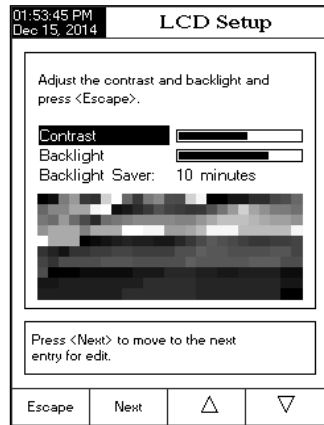 01:53:45 PM
Dec 15, 2014
LCD Setup
Adjust the contrast and backlight and
press <Escape>.
Contrast
Backlight
Backlight Saver: 10 minutes
Press <Next> to move to the next
entry for edit.
Escape Next △ ▽